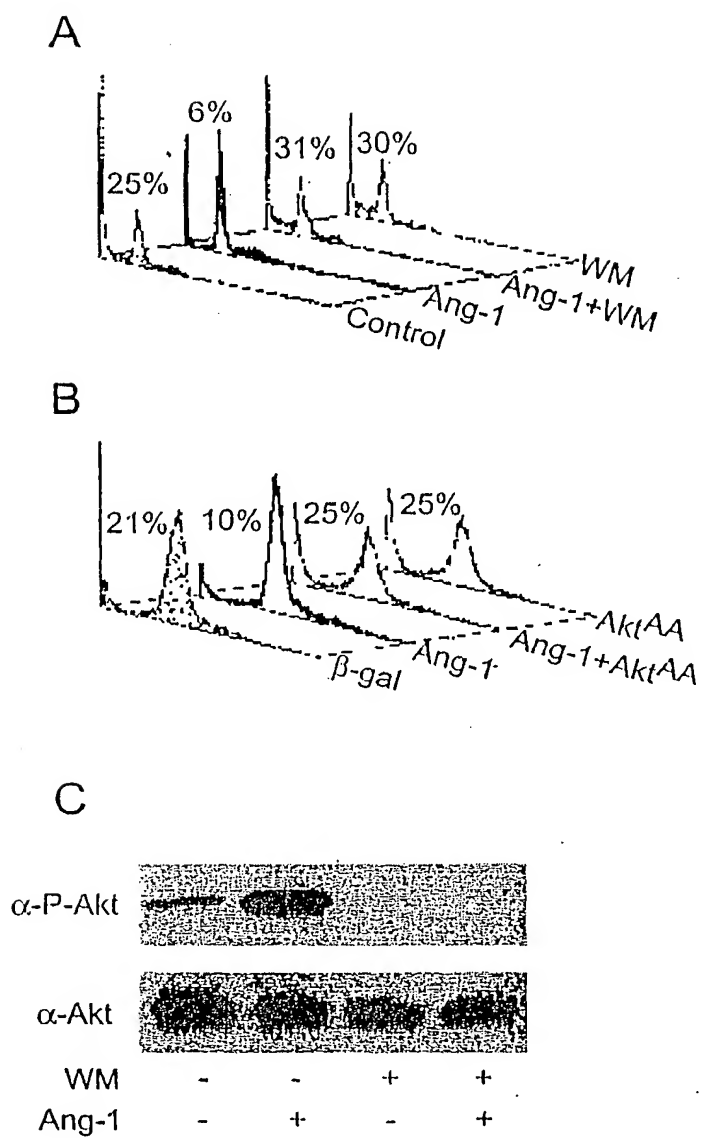 A
25%
6%
31%
30%
Control
Ang-1
Ang-1+WM
WM
B
21%
10%
25%
25%
β-gal
Ang-1
Ang-1+AktAA
AktAA
C
α-P-Akt
α-Akt
WM - - + +
Ang-1 - + - +